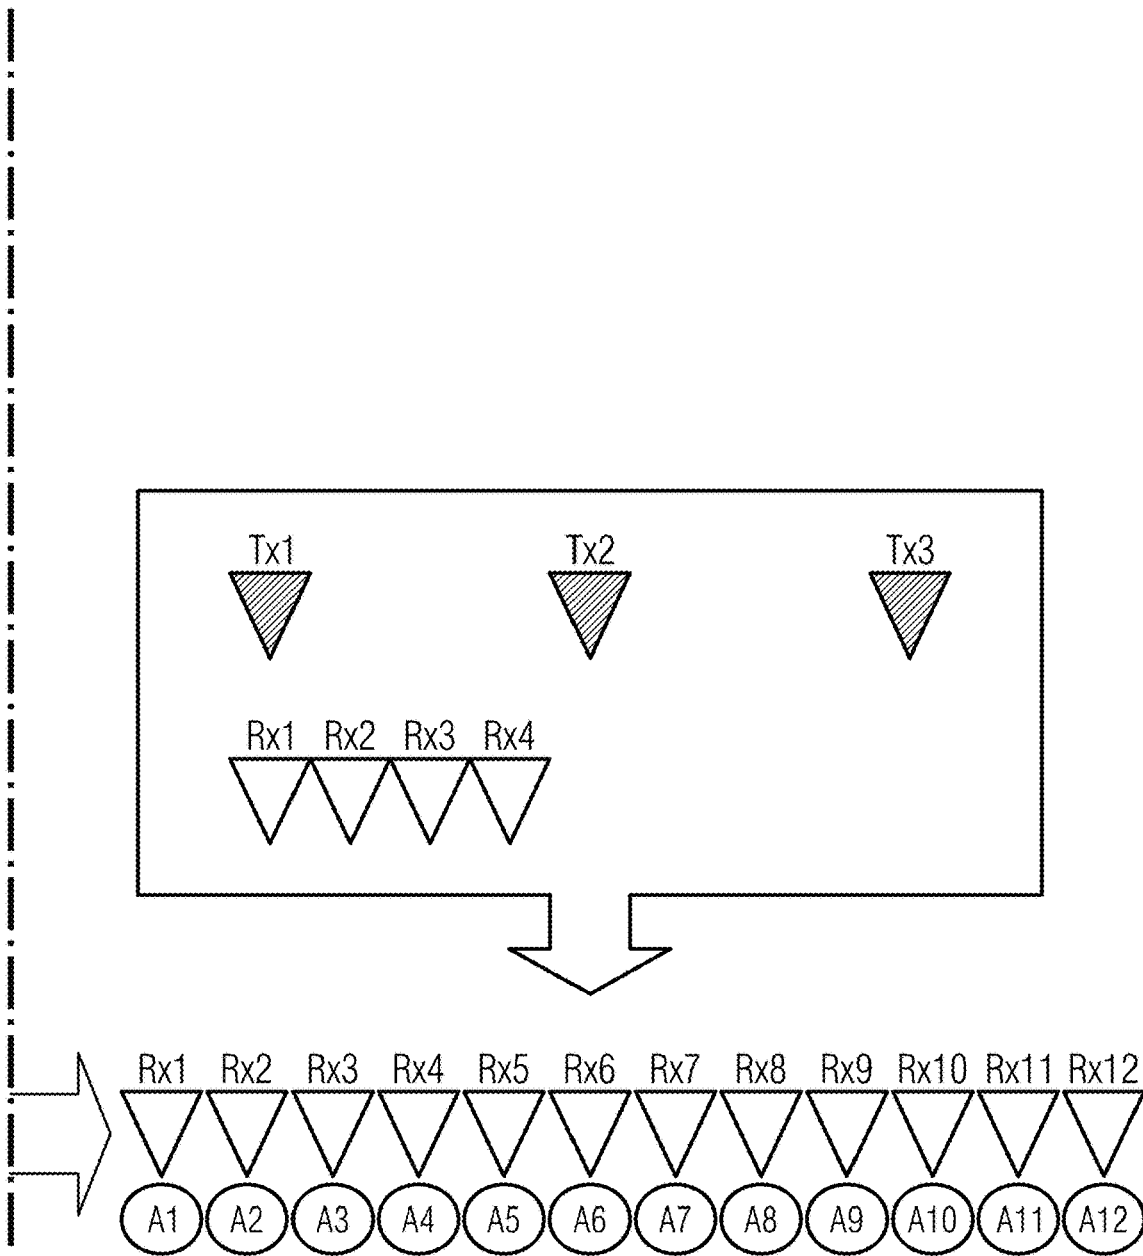 Tx1 Tx2 Tx3
Rx1 Rx2 Rx3 Rx4
Rx1 Rx2 Rx3 Rx4 Rx5 Rx6 Rx7 Rx8 Rx9 Rx10 Rx11 Rx12
A1 A2 A3 A4 A5 A6 A7 A8 A9 A10 A11 A12